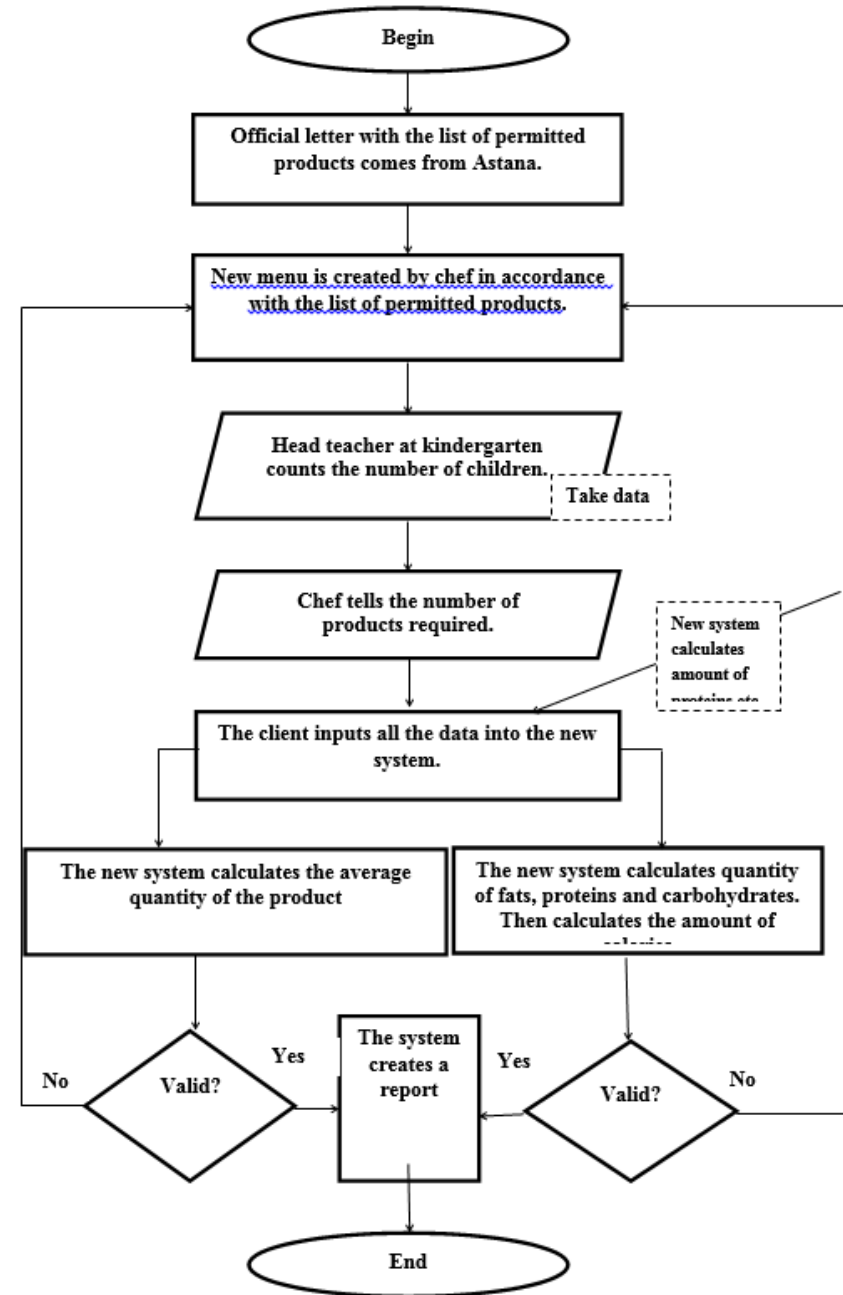 Begin
Official letter with the list of permitted
products comes from Astana.
New menu is created by chef in accordance
with the list of permitted products.
Head teacher at kindergarten
counts the number of children.
Take data
Chef tells the number of
products required.
New system
calculates
amount of
The client inputs all the data into the new
system.
The new system calculates the average
quantity of the product
The new system calculates quantity
of fats, proteins and carbohydrates.
Then calculates the amount of
The system
creates a
report
No
Valid?
Yes
Yes
Valid?
No
End